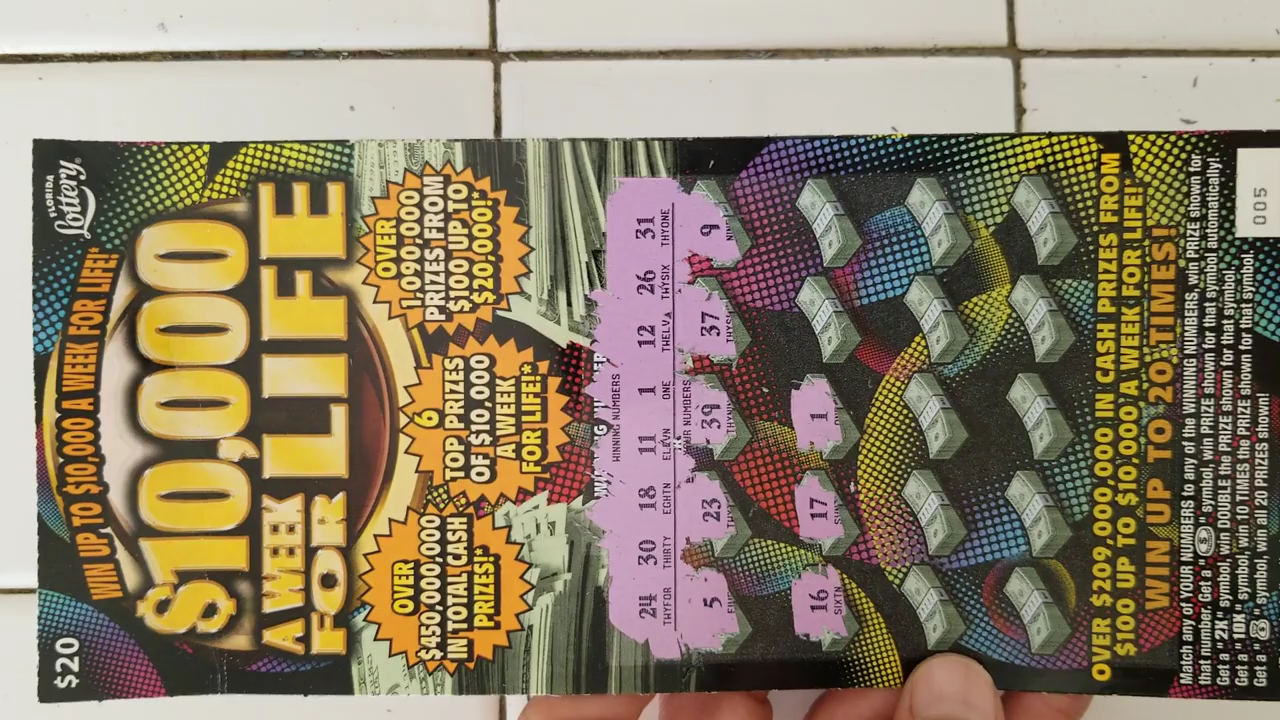 FLORIDA
Lottery®
$20
WIN UP TO $10,000 A WEEK FOR LIFE!*
$10,000
A WEEK
FOR
LIFE
OVER
$450,000,000
IN TOTAL CASH
PRIZES!*
6
TOP PRIZES
OF $10,000
A WEEK
FOR LIFE!*
OVER
1,090,000
PRIZES FROM
$100 UP TO
$20,000!*
WINNING NUMBERS
24 30 18 11 1 12 26 31
THYFOR THIRTY EGHTN ELEVN ONE TWELV THYSIX THYONE
UR NUMBERS
5 23 39 37 9
16 17 1
SIXTN
OVER $209,000,000 IN CASH PRIZES FROM
$100 UP TO $10,000 A WEEK FOR LIFE!*
WIN UP TO 20 TIMES!
Match any of YOUR NUMBERS to any of the WINNING NUMBERS, win PRIZE shown for
that number. Get a " " symbol, win PRIZE shown for that symbol automatically!
Get a "2X" symbol, win DOUBLE the PRIZE shown for that symbol.
Get a "10X" symbol, win 10 TIMES the PRIZE shown for that symbol.
Get a " " symbol, win all 20 PRIZES shown!
005